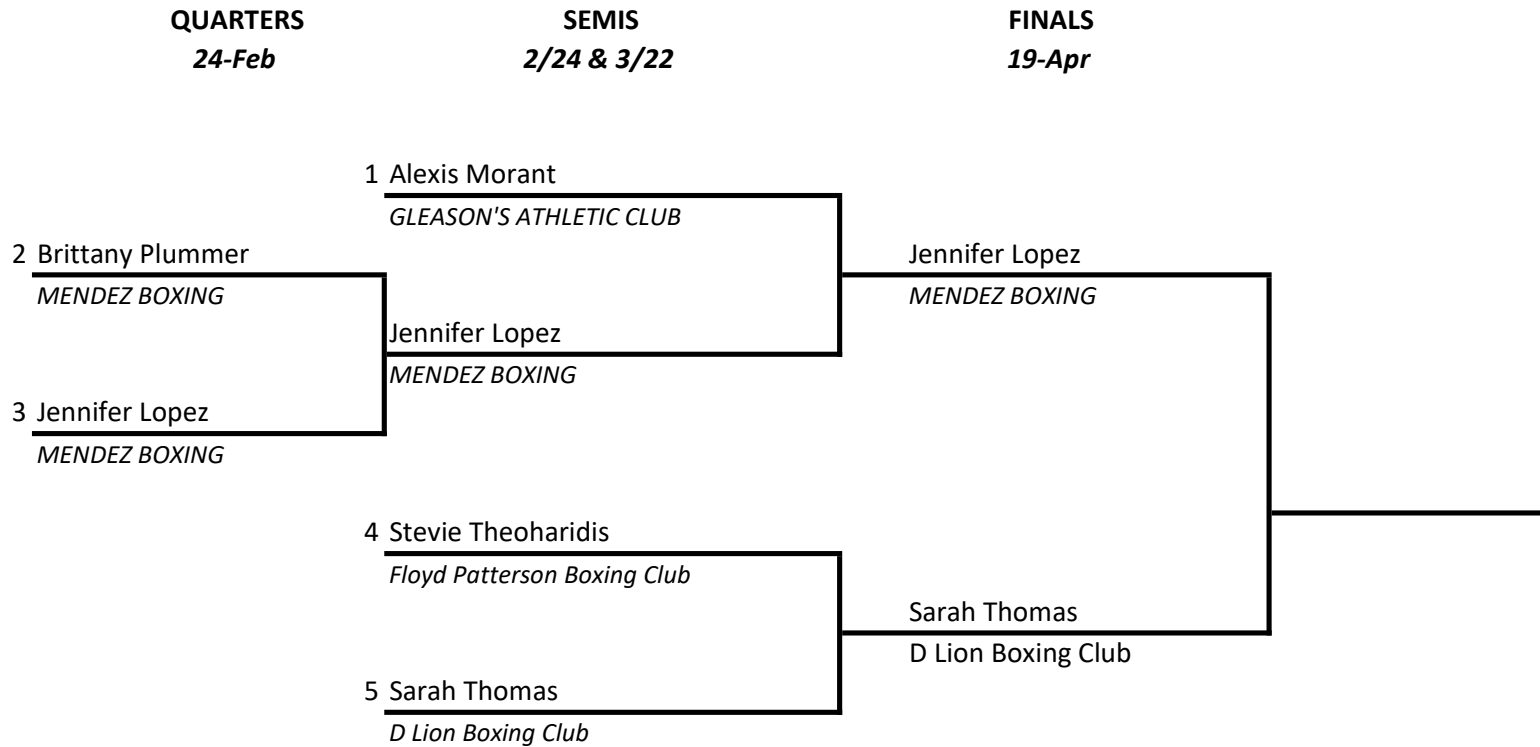 QUARTERS SEMIS FINALS
24-Feb 2/24 & 3/22 19-Apr
1 Alexis Morant
GLEASON'S ATHLETIC CLUB
2 Brittany Plummer Jennifer Lopez
MENDEZ BOXING MENDEZ BOXING
Jennifer Lopez
MENDEZ BOXING
3 Jennifer Lopez
MENDEZ BOXING
4 Stevie Theoharidis
Floyd Patterson Boxing Club
Sarah Thomas
D Lion Boxing Club
5 Sarah Thomas
D Lion Boxing Club